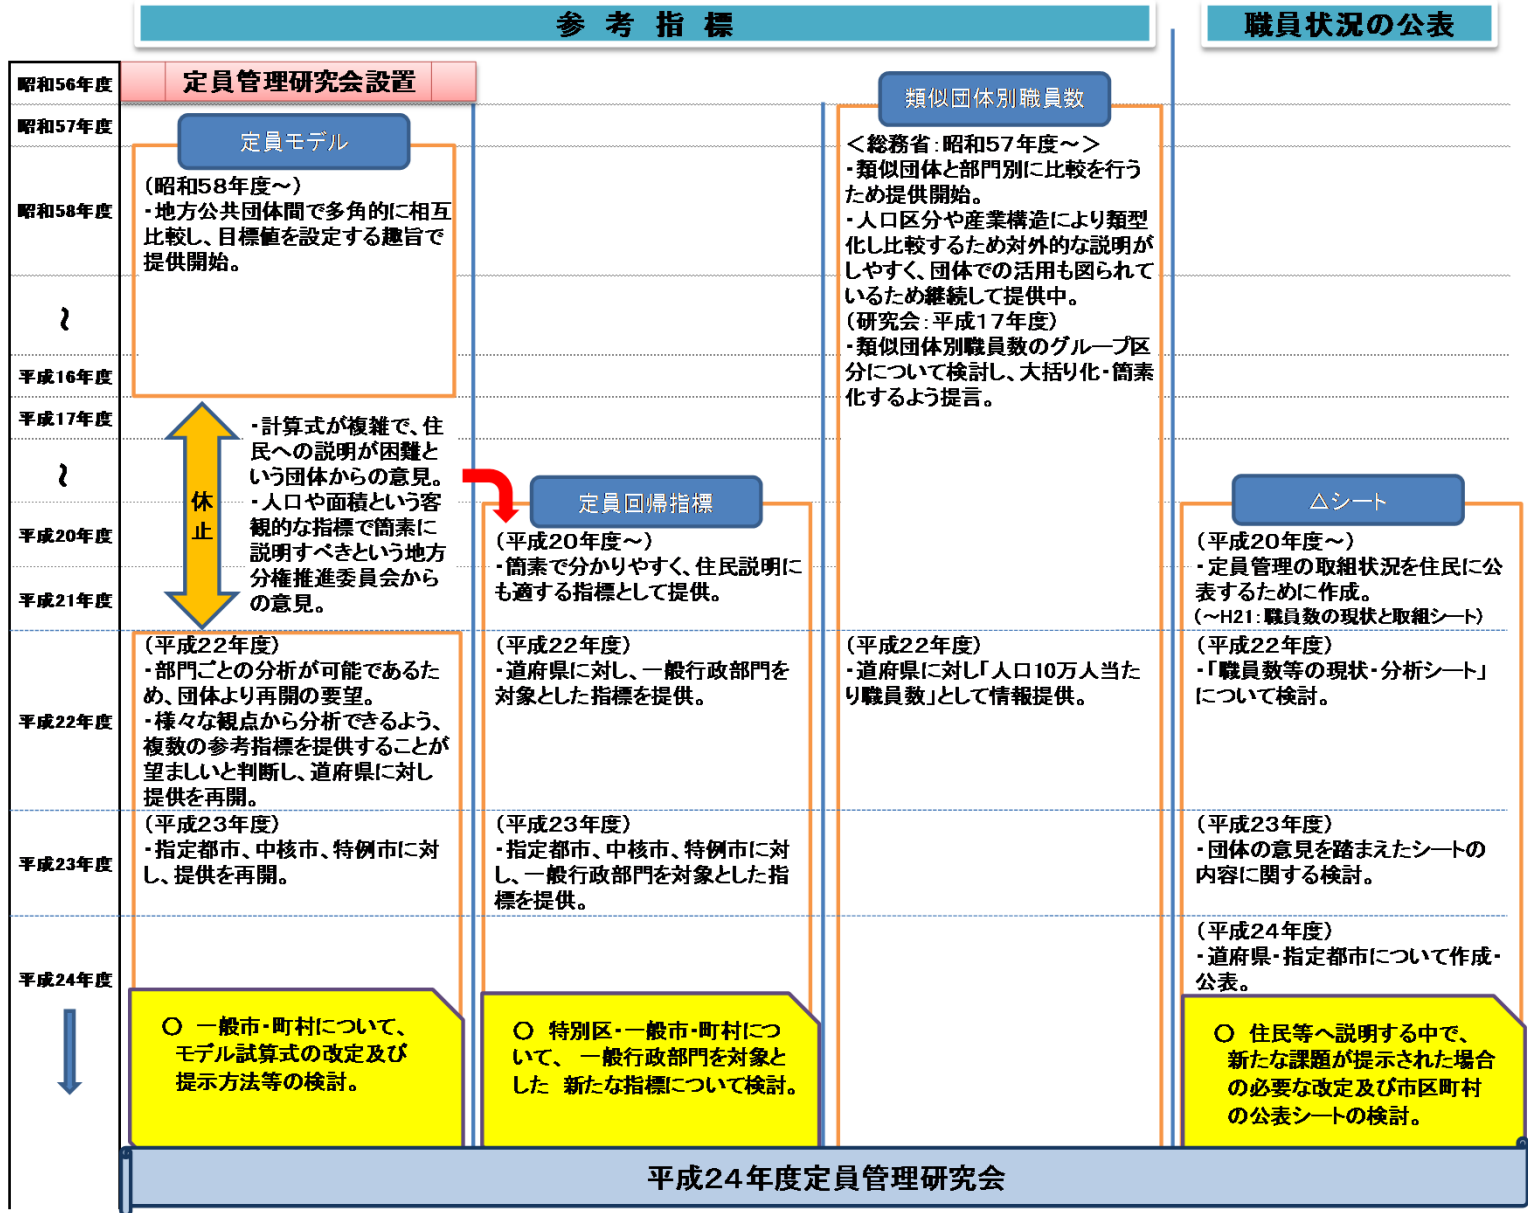 参考指標
職員状況の公表
昭和56年度
昭和57年度
昭和58年度
～
平成16年度
平成17年度
～
平成20年度
平成21年度
平成22年度
平成23年度
平成24年度
定員管理研究会設置
定員モデル
（昭和58年度～）
・地方公共団体間で多角的に相互
比較し、目標値を設定する趣旨で
提供開始。
休止
・計算式が複雑で、住
民への説明が困難と
いう団体からの意見。
・人口や面積という客
観的な指標で簡素に
説明すべきという地方
分権推進委員会から
の意見。
（平成22年度）
・部門ごとの分析が可能であるた
め、団体より再開の要望。
・様々な観点から分析できるよう、
複数の参考指標を提供することが
望ましいと判断し、道府県に対し
提供を再開。
（平成23年度）
・指定都市、中核市、特例市に対
し、提供を再開。
○ 一般市・町村について、
モデル試算式の改定及び
提示方法等の検討。
定員回帰指標
（平成20年度～）
・簡素で分かりやすく、住民説明に
も適する指標として提供。
（平成22年度）
・道府県に対し、一般行政部門を
対象とした指標を提供。
（平成23年度）
・指定都市、中核市、特例市に対
し、一般行政部門を対象とした指
標を提供。
○ 特別区・一般市・町村につ
いて、 一般行政部門を対象と
した 新たな指標について検討。
類似団体別職員数
＜総務省：昭和57年度～＞
・類似団体と部門別に比較を行う
ため提供開始。
・人口区分や産業構造により類型
化し比較するため対外的な説明が
しやすく、団体での活用も図られて
いるため継続して提供中。
（研究会：平成17年度）
・類似団体別職員数のグループ区
分について検討し、大括り化・簡素
化するよう提言。
（平成22年度）
・道府県に対し「人口10万人当た
り職員数」として情報提供。
△シート
（平成20年度～）
・定員管理の取組状況を住民に公
表するために作成。
（～H21：職員数の現状と取組シート）
（平成22年度）
・「職員数等の現状・分析シート」
について検討。
（平成23年度）
・団体の意見を踏まえたシートの
内容に関する検討。
（平成24年度）
・道府県・指定都市について作成・
公表。
○ 住民等へ説明する中で、
新たな課題が提示された場合
の必要な改定及び市区町村
の公表シートの検討。
平成24年度定員管理研究会